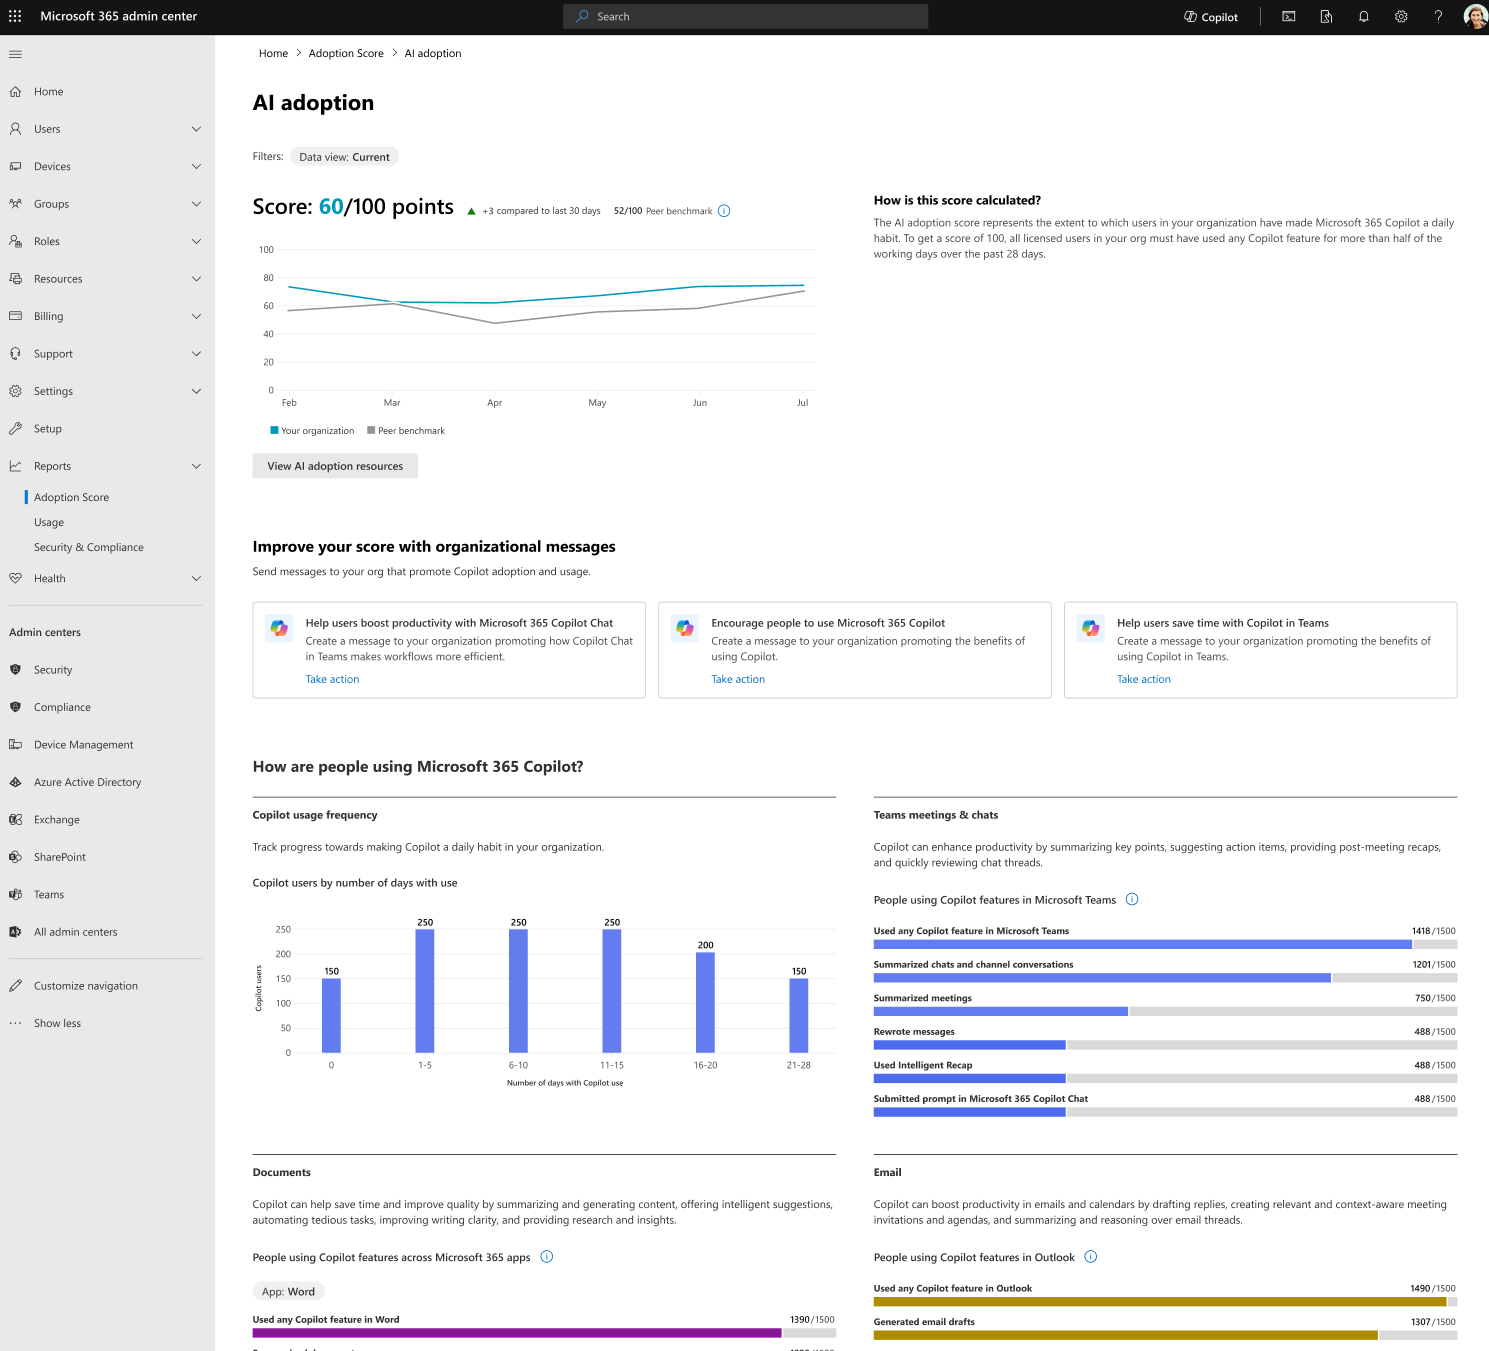 Microsoft 365 admin center
Search
Copilot
Home
Users
Devices
Groups
Roles
Resources
Billing
Support
Settings
Setup
Reports
Adoption Score
Usage
Security & Compliance
Health
Admin centers
Security
Compliance
Device Management
Azure Active Directory
Exchange
SharePoint
Teams
All admin centers
Customize navigation
Show less
Home > Adoption Score > AI adoption
AI adoption
Filters: Data view: Current
Score: 60/100 points +3 compared to last 30 days 52/100 Peer benchmark
100
80
60
40
20
0
Feb Mar Apr May Jun Jul
Your organization Peer benchmark
View AI adoption resources
How is this score calculated?
The AI adoption score represents the extent to which users in your organization have made Microsoft 365 Copilot a daily
habit. To get a score of 100, all licensed users in your org must have used any Copilot feature for more than half of the
working days over the past 28 days.
Improve your score with organizational messages
Send messages to your org that promote Copilot adoption and usage.
Help users boost productivity with Microsoft 365 Copilot Chat
Create a message to your organization promoting how Copilot Chat
in Teams makes workflows more efficient.
Take action
Encourage people to use Microsoft 365 Copilot
Create a message to your organization promoting the benefits of
using Copilot.
Take action
Help users save time with Copilot in Teams
Create a message to your organization promoting the benefits of
using Copilot in Teams.
Take action
How are people using Microsoft 365 Copilot?
Copilot usage frequency
Track progress towards making Copilot a daily habit in your organization.
Copilot users by number of days with use
Copilot users
250
200
150
100
50
0
150 250 250 250 200 150
0 1-5 6-10 11-15 16-20 21-28
Number of days with Copilot use
Teams meetings & chats
Copilot can enhance productivity by summarizing key points, suggesting action items, providing post-meeting recaps,
and quickly reviewing chat threads.
People using Copilot features in Microsoft Teams
Used any Copilot feature in Microsoft Teams 1418/1500
Summarized chats and channel conversations 1201/1500
Summarized meetings 750/1500
Rewrote messages 488/1500
Used Intelligent Recap 488/1500
Submitted prompt in Microsoft 365 Copilot Chat 488/1500
Documents
Copilot can help save time and improve quality by summarizing and generating content, offering intelligent suggestions,
automating tedious tasks, improving writing clarity, and providing research and insights.
People using Copilot features across Microsoft 365 apps
App: Word
Used any Copilot feature in Word 1390/1500
Email
Copilot can boost productivity in emails and calendars by drafting replies, creating relevant and context-aware meeting
invitations and agendas, and summarizing and reasoning over email threads.
People using Copilot features in Outlook
Used any Copilot feature in Outlook 1490/1500
Generated email drafts 1307/1500